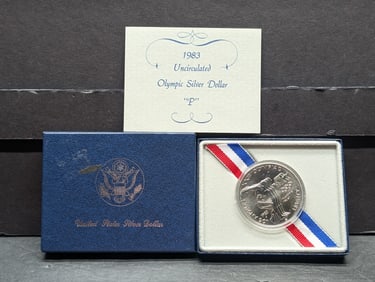 1983
Uncirculated
Olympic Silver Dollar
"P"
United States Silver Dollar